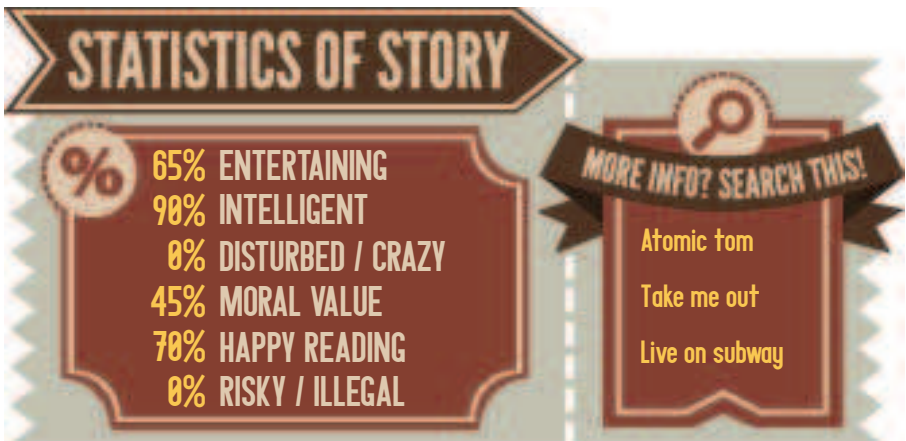 STATISTICS OF STORY
%
65% ENTERTAINING
90% INTELLIGENT
0% DISTURBED / CRAZY
45% MORAL VALUE
70% HAPPY READING
0% RISKY / ILLEGAL
MORE INFO? SEARCH THIS!
Atomic tom
Take me out
Live on subway